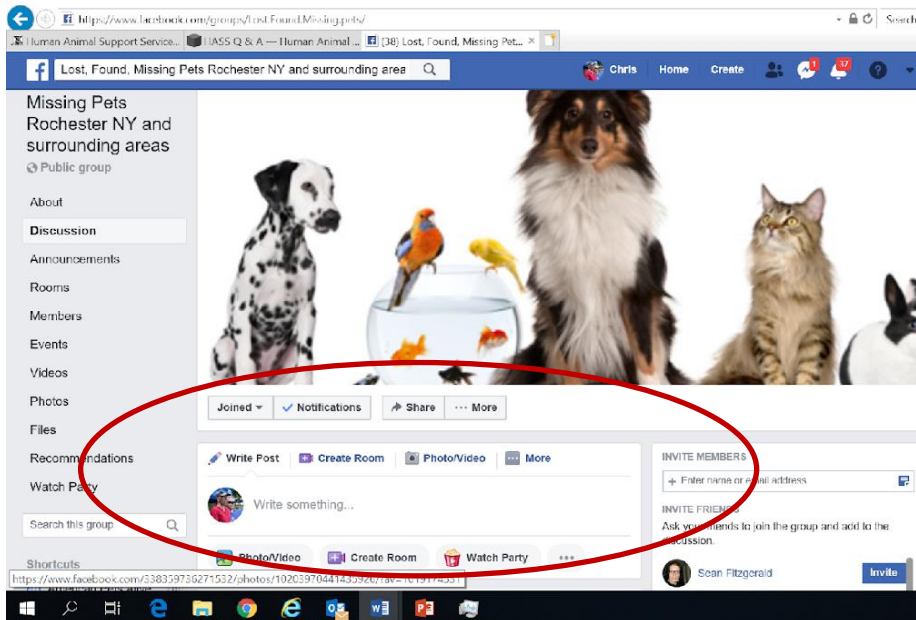 https://www.facebook.com/groups/Lost.Found.Missing.pets/
Search
Human Animal Support Service...
HASS Q & A — Human Animal ...
(38) Lost, Found, Missing Pet...
Lost, Found, Missing Pets Rochester NY and surrounding area
Chris
Home
Create
1
37
Missing Pets
Rochester NY and
surrounding areas
Public group
About
Discussion
Announcements
Rooms
Members
Events
Videos
Photos
Files
Recommendations
Watch Party
Search this group
Shortcuts
Joined
Notifications
Share
More
Write Post
Create Room
Photo/Video
More
Write something...
Photo/Video
Create Room
Watch Party
INVITE MEMBERS
+ Enter name or email address
INVITE FRIENDS
Ask your friends to join the group and add to the
discussion.
Sean Fitzgerald
Invite